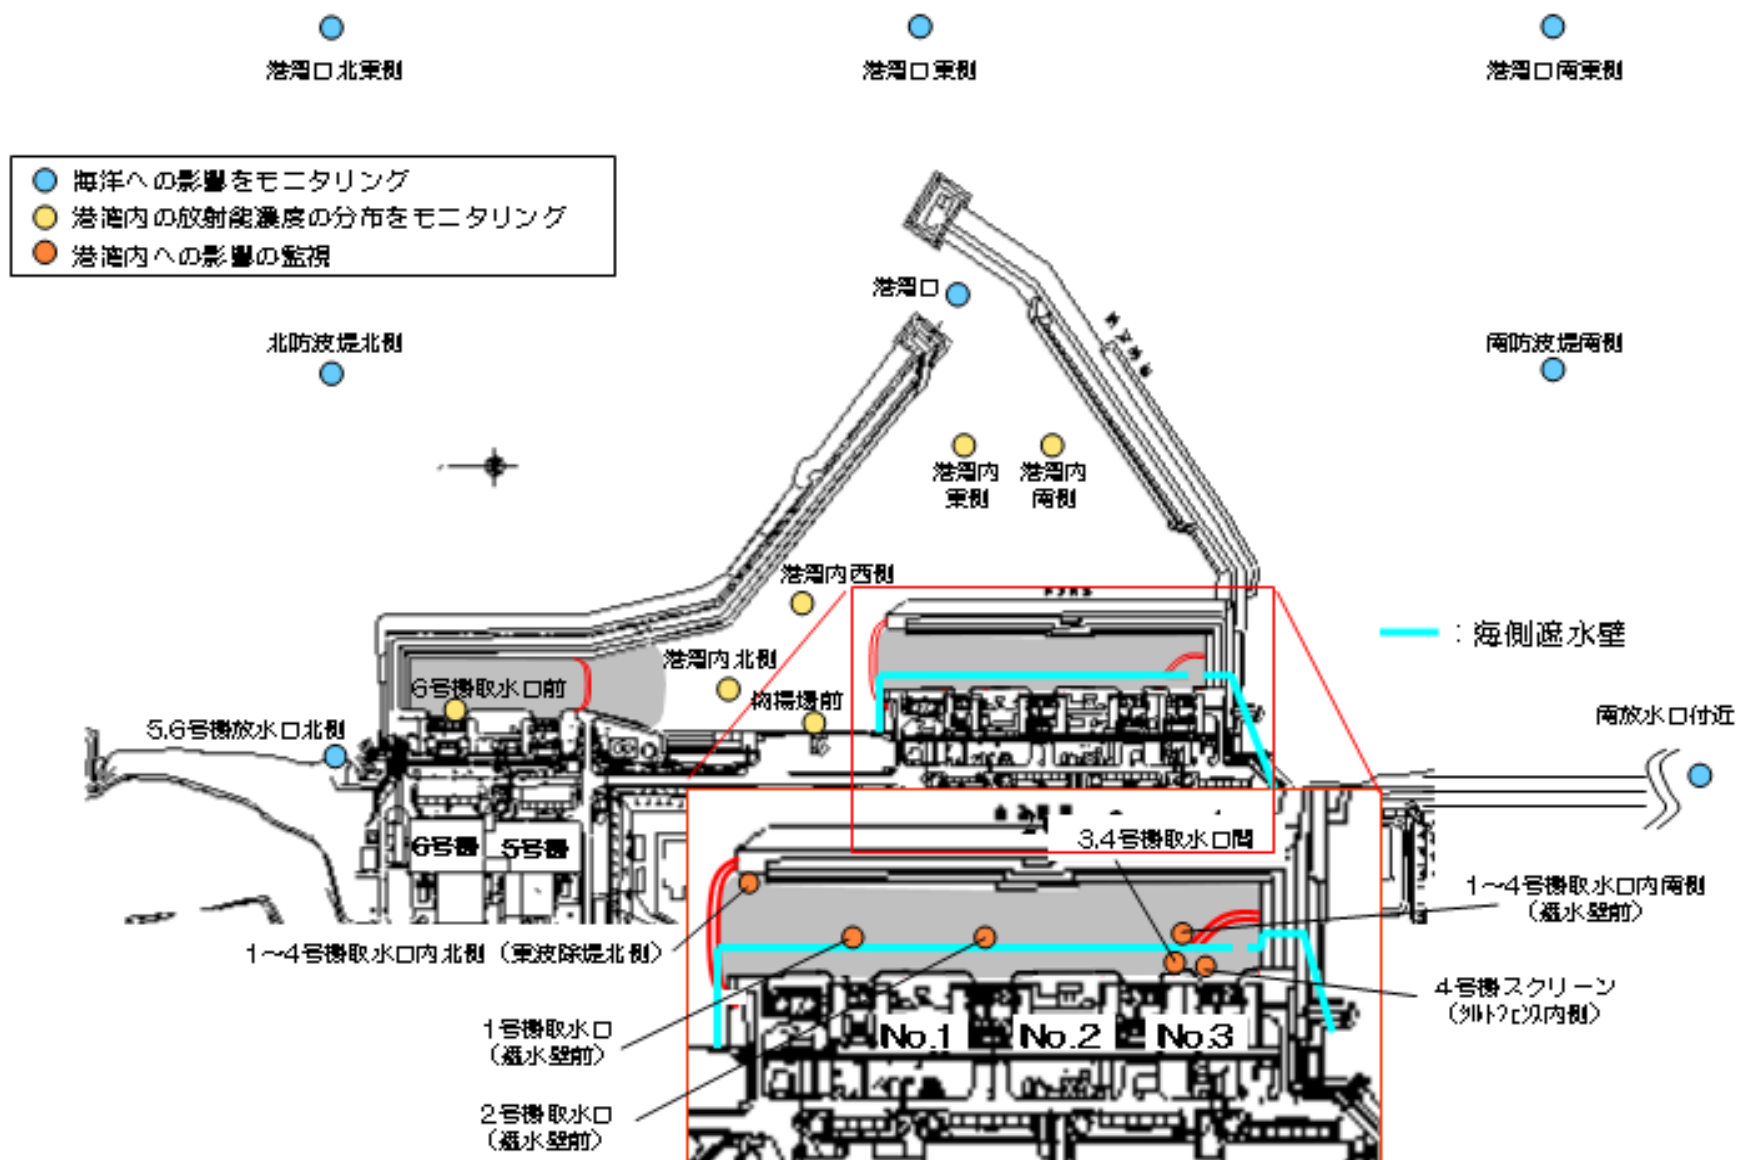 港湾口北東側
港湾口東側
港湾口南東側
海洋への影響をモニタリング
港湾内の放射能濃度の分布をモニタリング
港湾内への影響の監視
港湾口
北防波堤北側
南防波堤南側
港湾内
東側
港湾内
南側
港湾内西側
:海側遮水壁
港湾内北側
6号機取水口前
物揚場前
南放水口付近
5,6号機放水口北側
6号機
5号機
3,4号機取水口間
1～4号機取水口内南側
(遮水壁前)
1～4号機取水口内北側(東波除堤北側)
4号機スクリーン
(シルトフェンス内側)
1号機取水口
(遮水壁前)
No.1
No.2
No.3
2号機取水口
(遮水壁前)